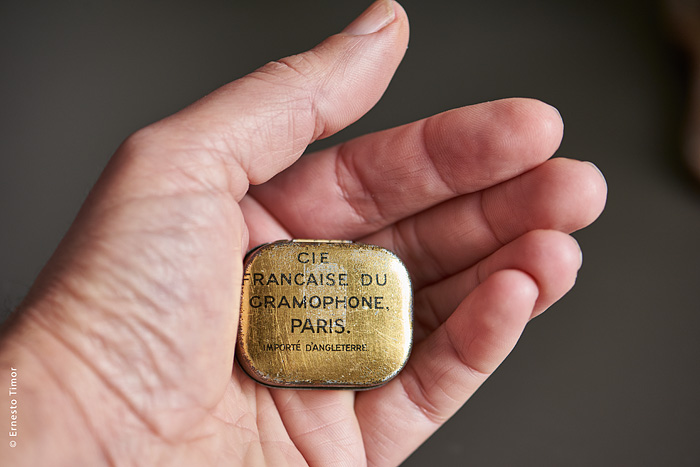 CIE
FRANCAISE DU
GRAMOPHONE,
PARIS.
IMPORTÉ D'ANGLETERRE.
© Ernesto Timor